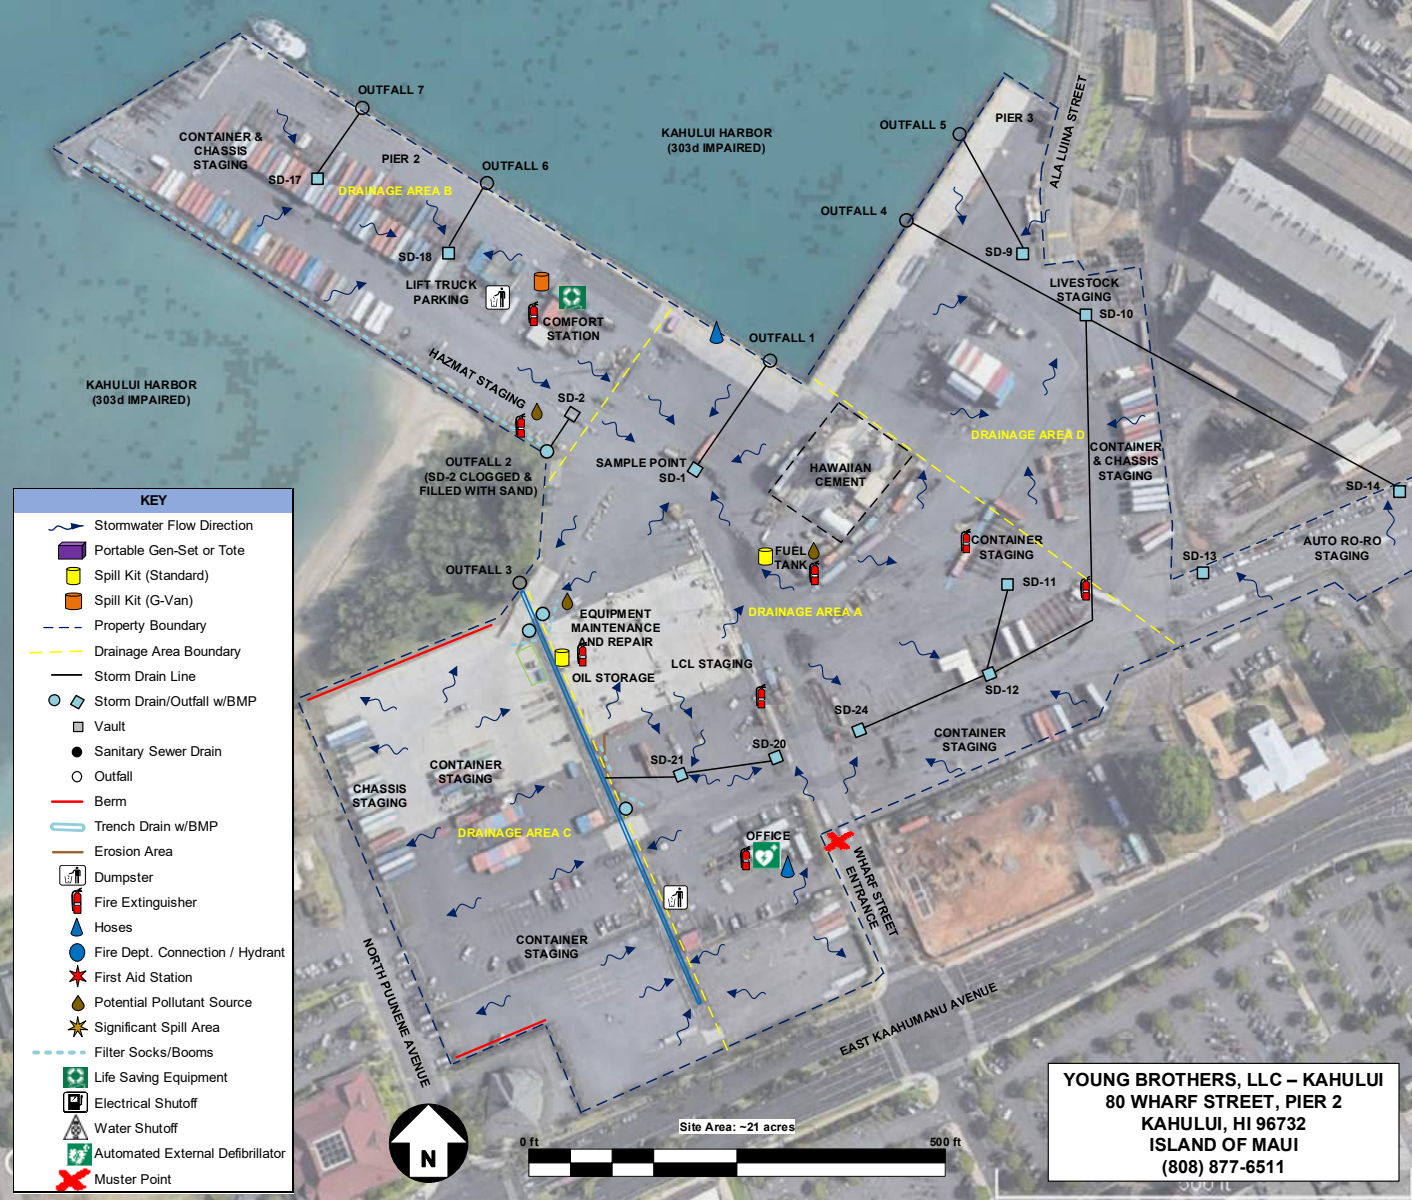 OUTFALL 7
CONTAINER &
CHASSIS
STAGING
PIER 2
SD-17
DRAINAGE AREA B
OUTFALL 6
KAHULUI HARBOR
(303d IMPAIRED)
OUTFALL 5
PIER 3
ALA LUINA STREET
OUTFALL 4
SD-18
SD-9
LIFT TRUCK
PARKING
LIVESTOCK
STAGING
SD-10
COMFORT
STATION
OUTFALL 1
HAZMAT STAGING
KAHULUI HARBOR
(303d IMPAIRED)
SD-2
DRAINAGE AREA D
CONTAINER
& CHASSIS
STAGING
OUTFALL 2
(SD-2 CLOGGED &
FILLED WITH SAND)
SAMPLE POINT
SD-1
HAWAIIAN
CEMENT
SD-14
AUTO RO-RO
STAGING
CONTAINER
STAGING
FUEL
TANK
SD-13
OUTFALL 3
SD-11
DRAINAGE AREA A
EQUIPMENT
MAINTENANCE
AND REPAIR
OIL STORAGE
LCL STAGING
SD-12
SD-24
CONTAINER
STAGING
SD-20
SD-21
CONTAINER
STAGING
CHASSIS
STAGING
DRAINAGE AREA C
OFFICE
WHARF STREET
ENTRANCE
CONTAINER
STAGING
NORTH PUUNENE AVENUE
EAST KAAHUMANU AVENUE
KEY
Stormwater Flow Direction
Portable Gen-Set or Tote
Spill Kit (Standard)
Spill Kit (G-Van)
Property Boundary
Drainage Area Boundary
Storm Drain Line
Storm Drain/Outfall w/BMP
Vault
Sanitary Sewer Drain
Outfall
Berm
Trench Drain w/BMP
Erosion Area
Dumpster
Fire Extinguisher
Hoses
Fire Dept. Connection / Hydrant
First Aid Station
Potential Pollutant Source
Significant Spill Area
Filter Socks/Booms
Life Saving Equipment
Electrical Shutoff
Water Shutoff
Automated External Defibrillator
Muster Point
N
Site Area: ~21 acres
0 ft
500 ft
YOUNG BROTHERS, LLC – KAHULUI
80 WHARF STREET, PIER 2
KAHULUI, HI 96732
ISLAND OF MAUI
(808) 877-6511
500 ft